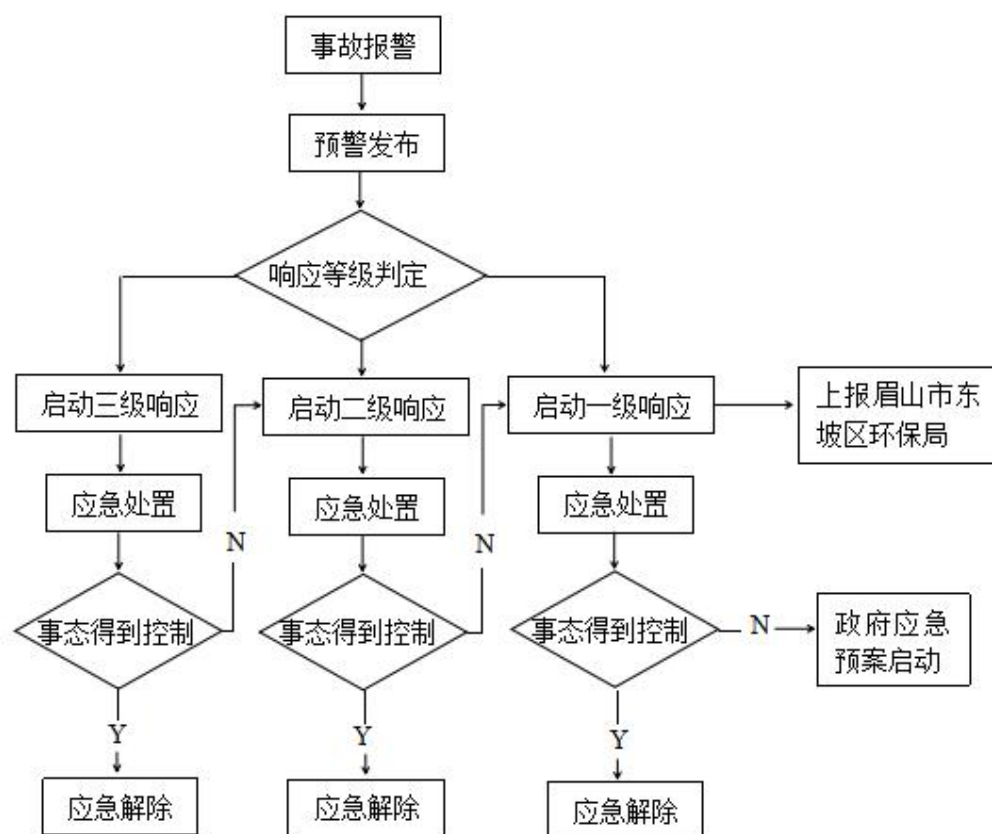 事故报警
预警发布
响应等级判定
启动三级响应
启动二级响应
启动一级响应
上报眉山市东
坡区环保局
应急处置
应急处置
应急处置
N
N
事态得到控制
事态得到控制
事态得到控制
N
政府应急
预案启动
Y
Y
Y
应急解除
应急解除
应急解除